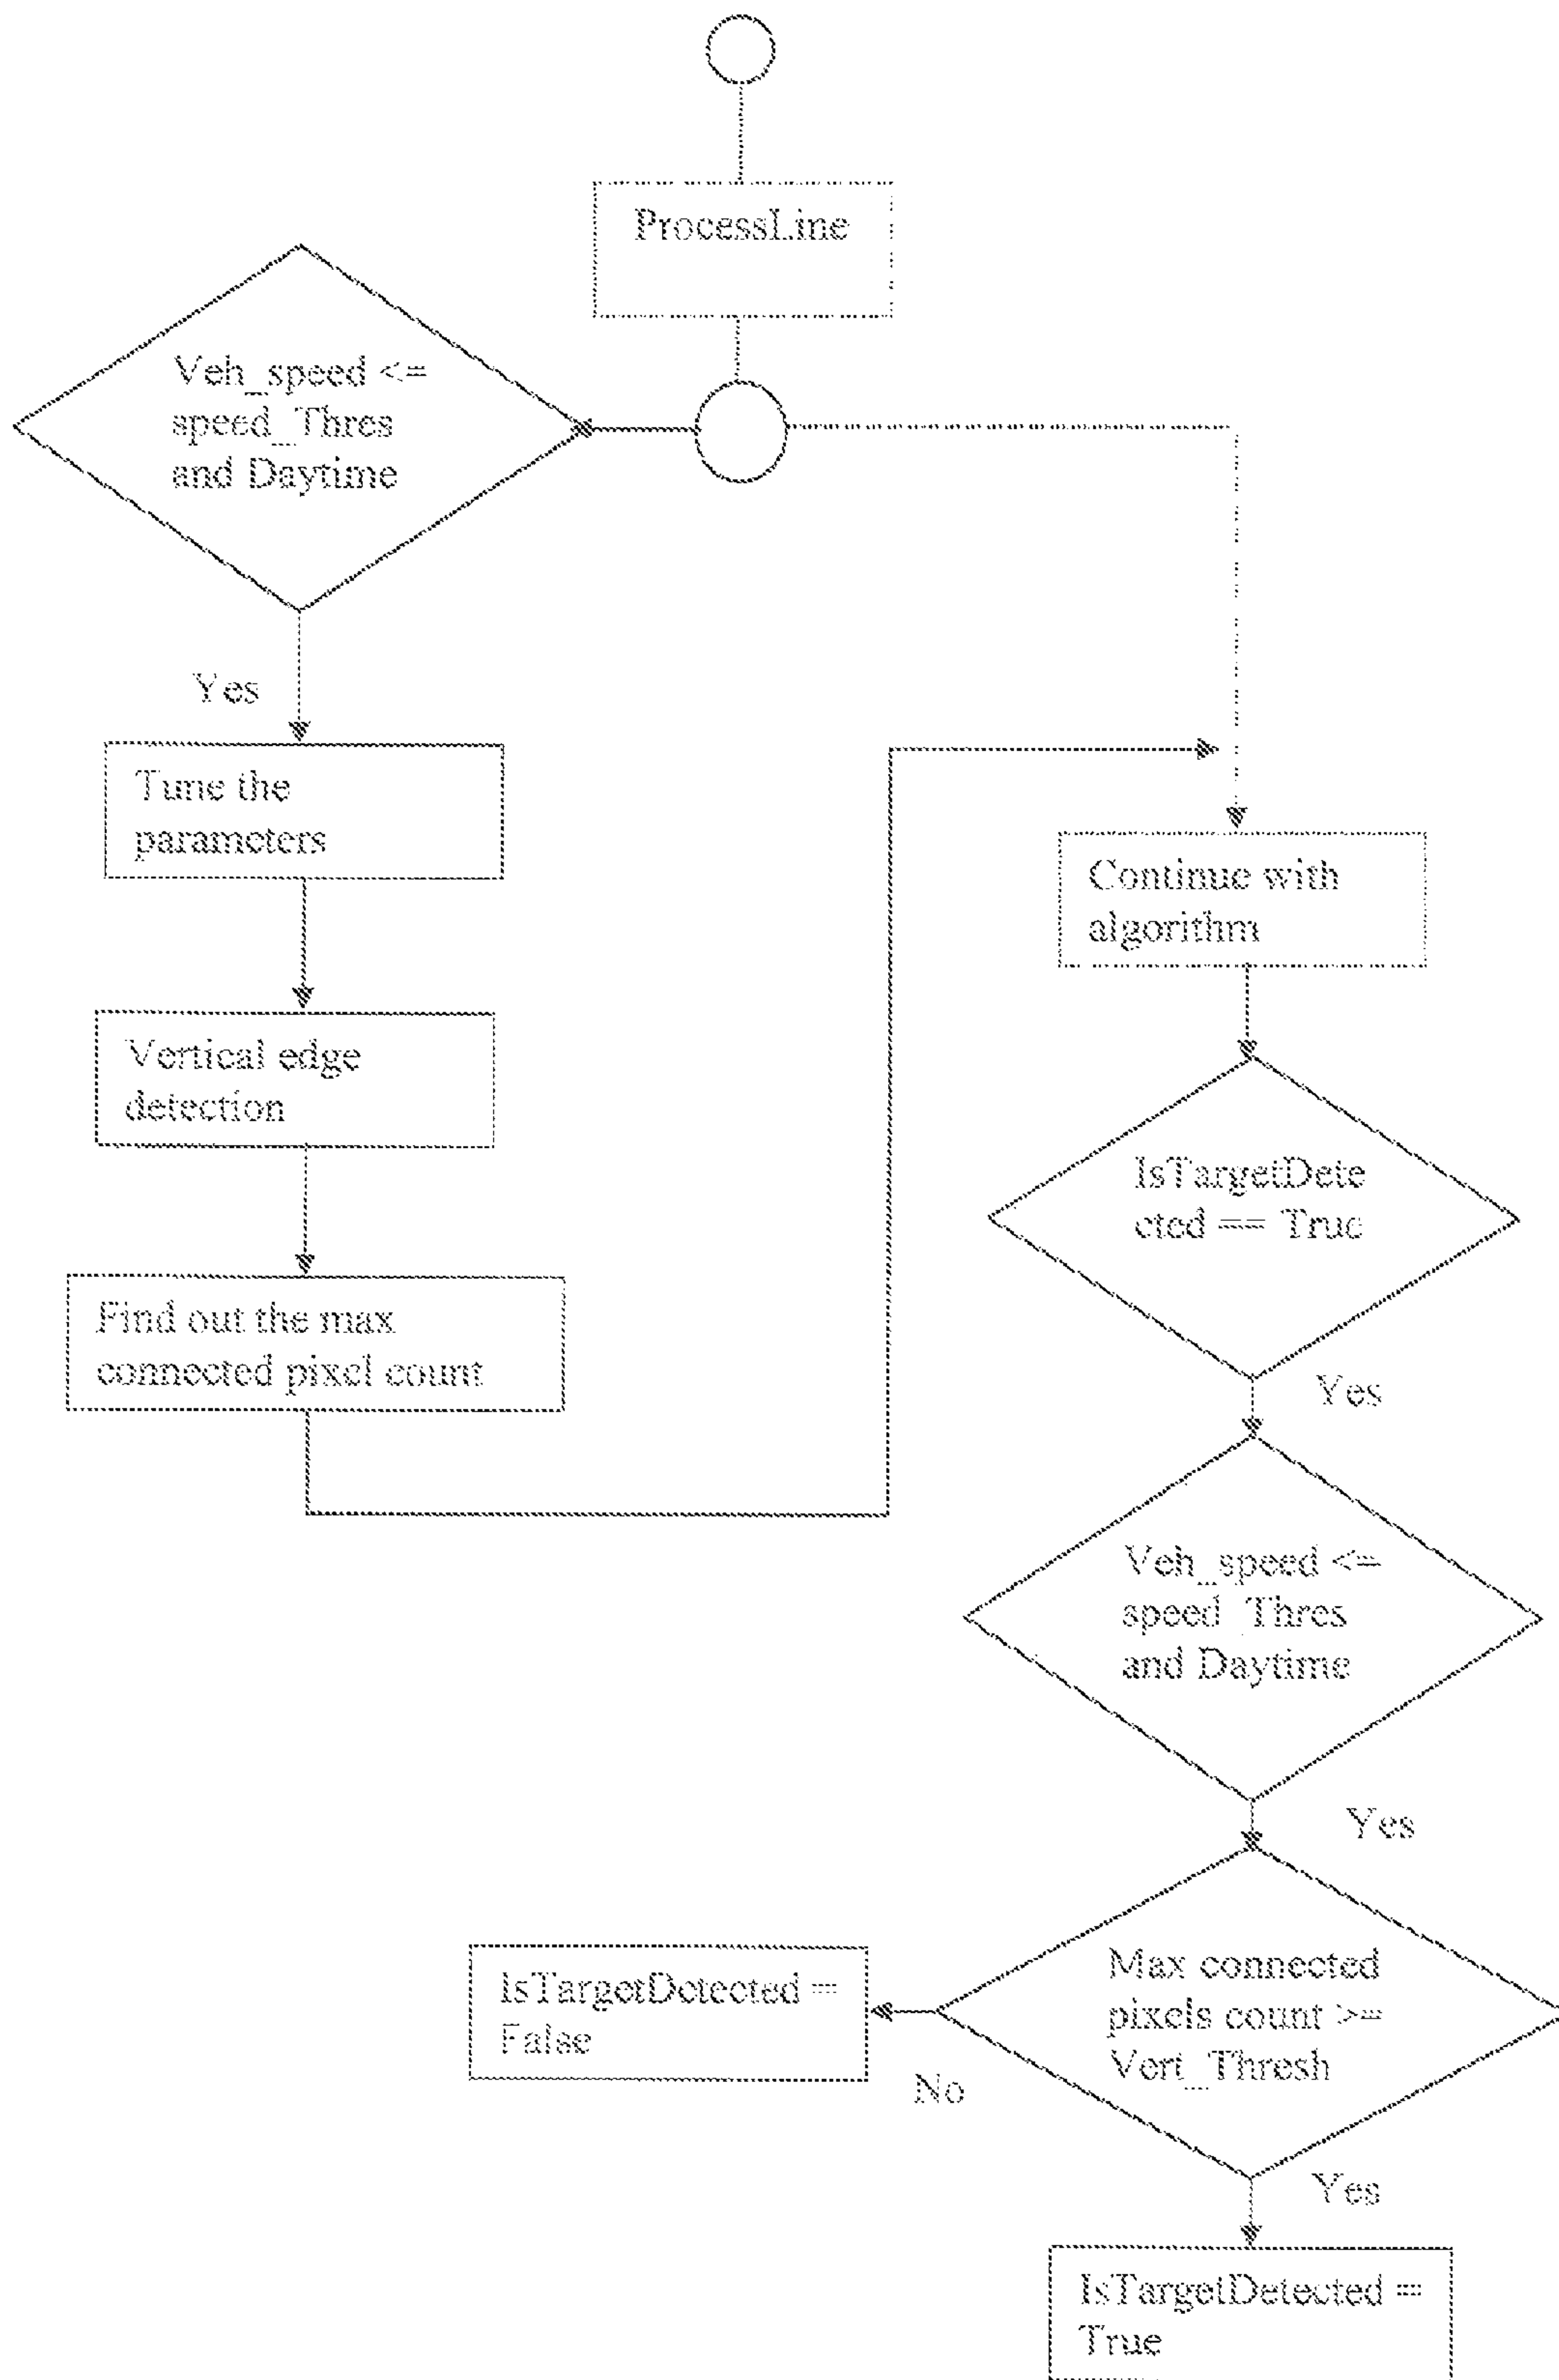 ProcessLine
Veh_speed <=
speed_Thres
and Daytime
Yes
Tune the
parameters
Vertical edge
detection
Find out the max
connected pixel count
Continue with
algorithm
IsTargetDete
cted == True
Yes
Veh_speed <=
speed_Thres
and Daytime
Yes
Max connected
pixels count >=
Vert_Thresh
No
IsTargetDetected =
False
Yes
IsTargetDetected =
True